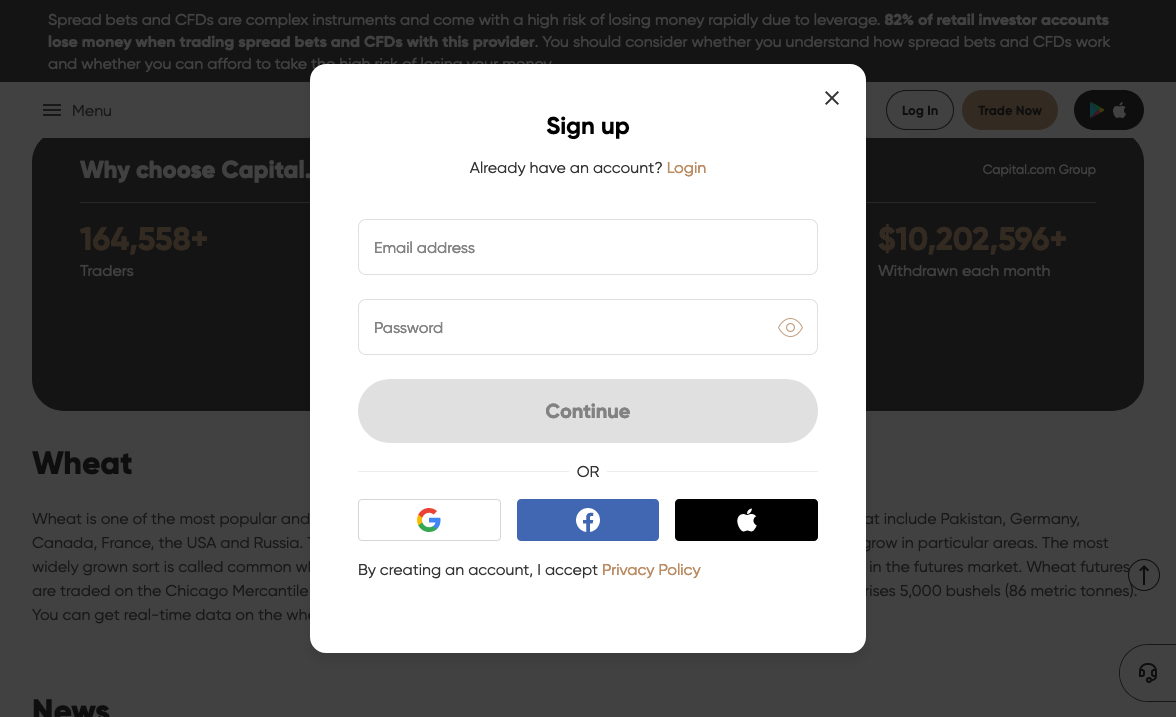 Spread bets and CFDs are complex instruments and come with a high risk of losing money rapidly due to leverage. 82% of retail investor accounts
lose money when trading spread bets and CFDs with this provider. You should consider whether you understand how spread bets and CFDs work
and whether you can afford to take the high risk of losing your money.
Menu
Log In
Trade Now
Why choose Capital.
Capital.com Group
164,558+
Traders
$10,202,596+
Withdrawn each month
Sign up
Already have an account? Login
Email address
Password
Continue
OR
By creating an account, I accept Privacy Policy
Wheat
Wheat is one of the most popular and
at include Pakistan, Germany,
Canada, France, the USA and Russia.
grow in particular areas. The most
widely grown sort is called common
in the futures market. Wheat futures
are traded on the Chicago Mercantile
rises 5,000 bushels (86 metric tonnes).
You can get real-time data on the
News